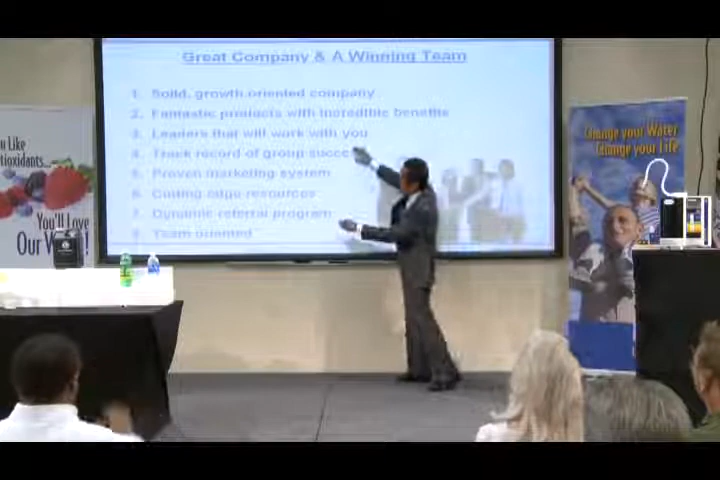 Great Company & A Winning Team
1. Solid, growth oriented company
2. Fantastic products with incredible benefits
3. Leaders that will work with you
4. Track record of group succe
5. Proven marketing system
6. Cutting edge resources
7. Dynamic referral program
8. Team oriented
ou Like
tioxidants...
You'll Love
Our W
!
Change your Water
Change your Life